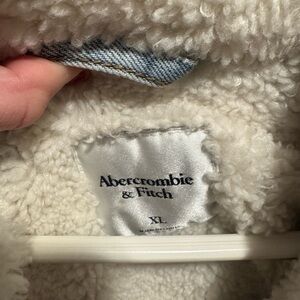 Abercrombie
& Fitch
XL